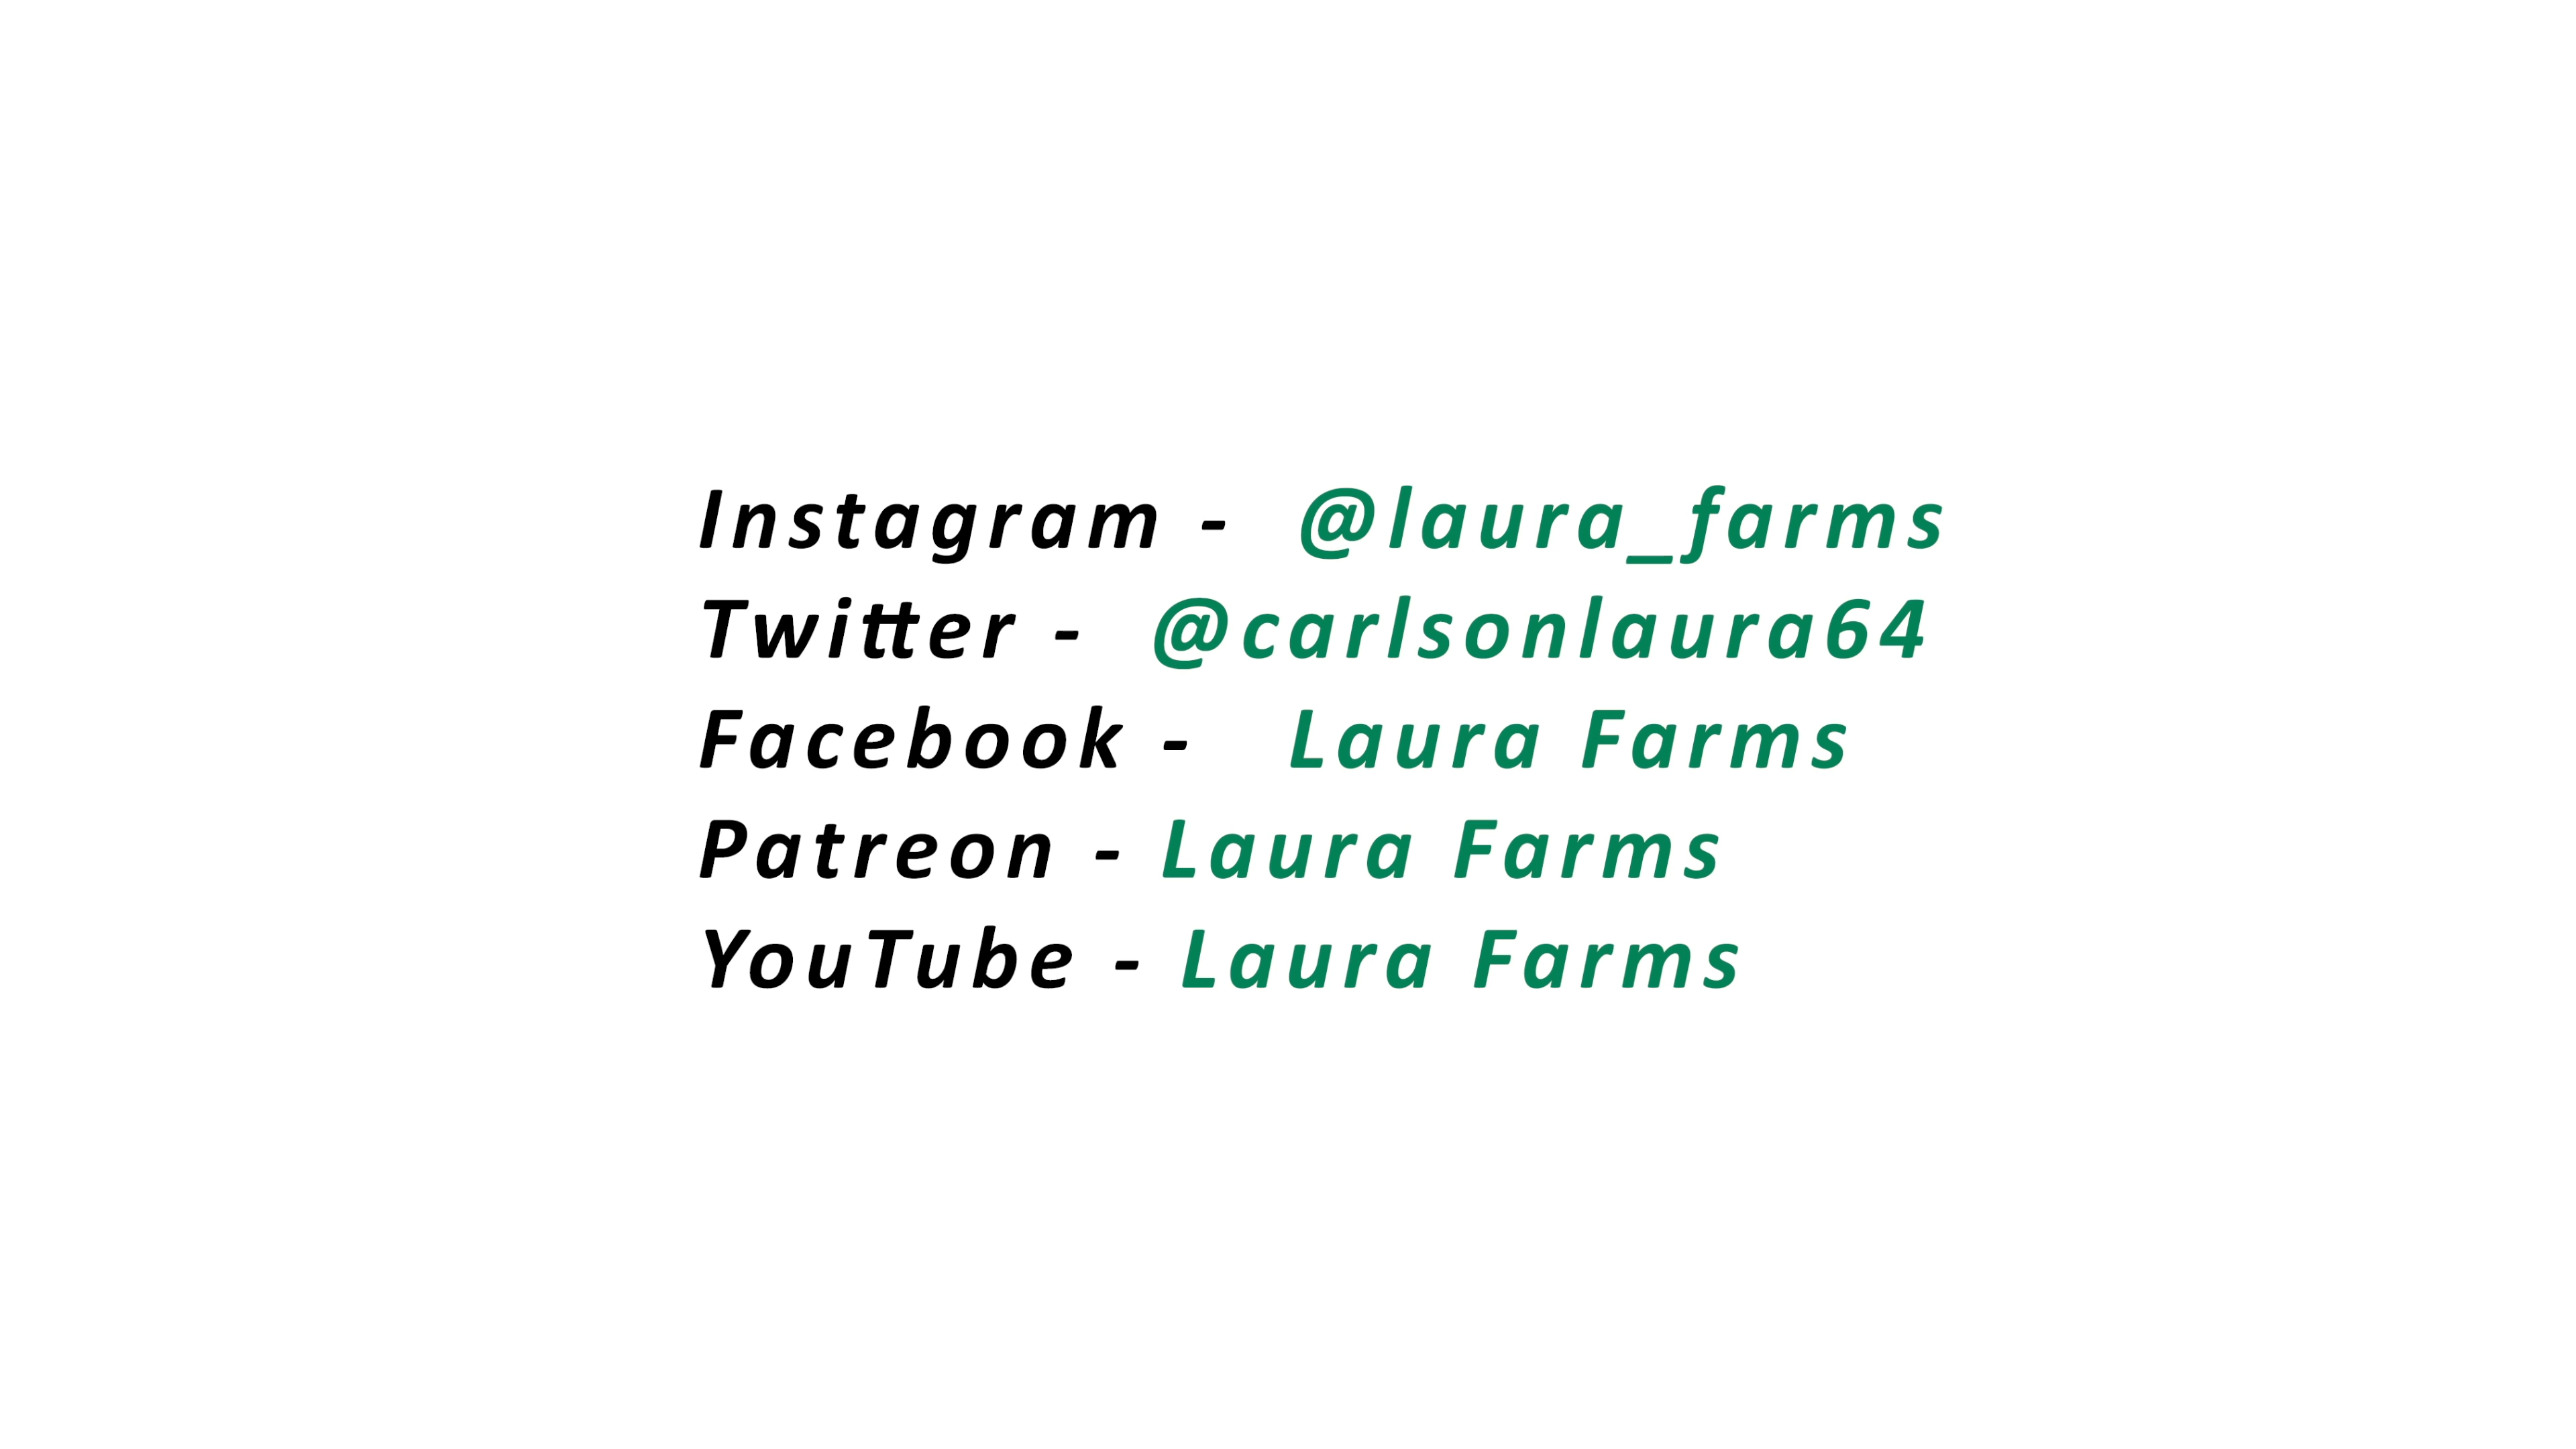 Instagram - @laura_farms
Twitter - @carlsonlaura64
Facebook - Laura Farms
Patreon - Laura Farms
YouTube - Laura Farms